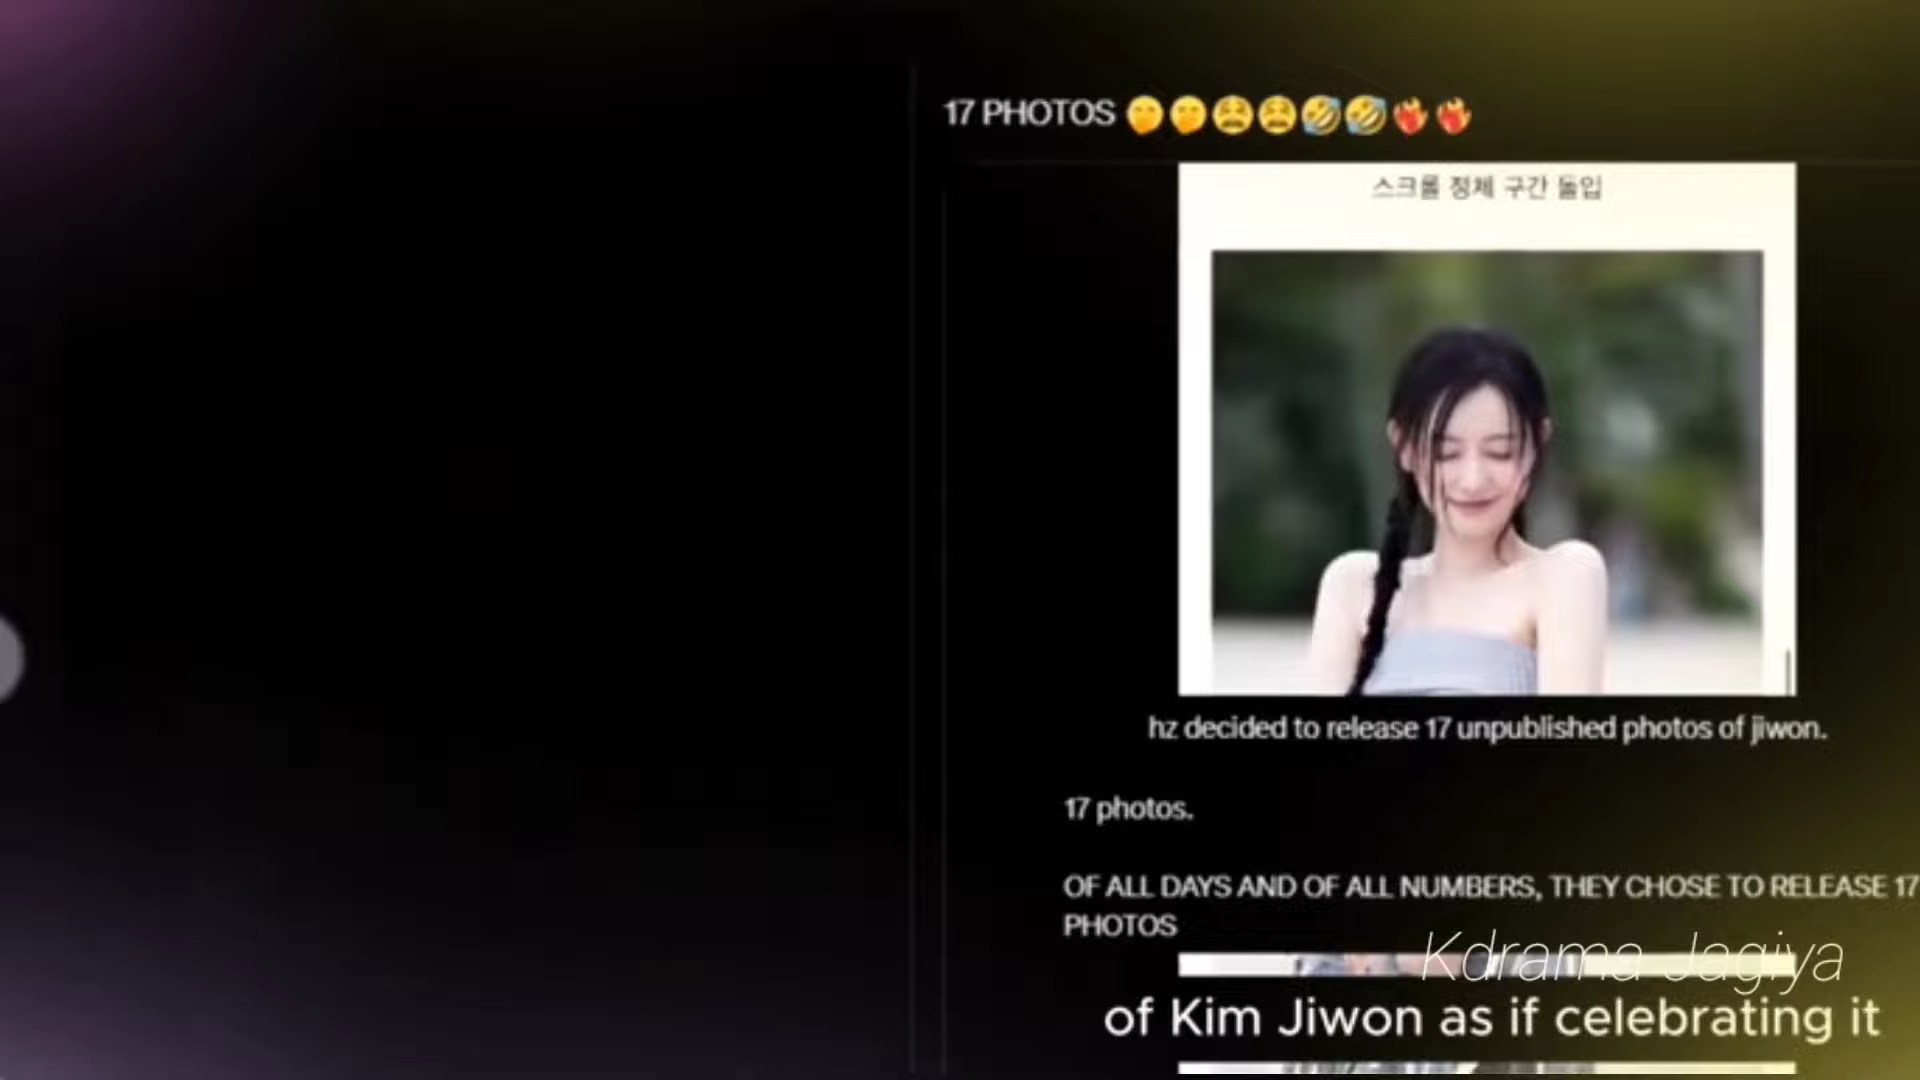 17 PHOTOS 🤭🤭😩😩🤣🤣❤️‍🔥❤️‍🔥
스크롤 정체 구간 돌입
hz decided to release 17 unpublished photos of jiwon.
17 photos.
OF ALL DAYS AND OF ALL NUMBERS, THEY CHOSE TO RELEASE 17
PHOTOS
Kdrama Jagiya
of Kim Jiwon as if celebrating it